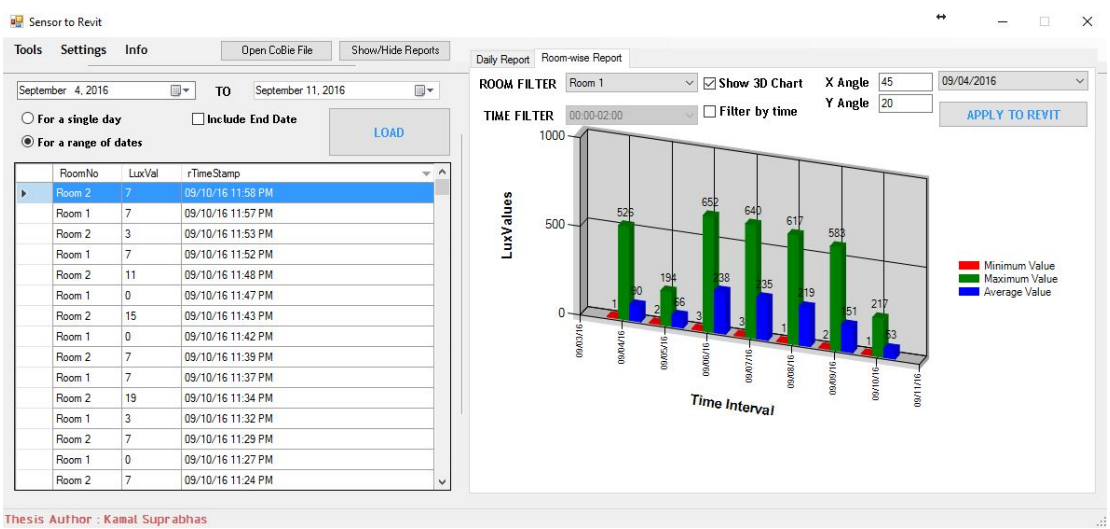 Sensor to Revit
Tools Settings Info Open CoBie File Show/Hide Reports
September 4, 2016 TO September 11, 2016
For a single day Include End Date
For a range of dates
LOAD
RoomNo LuxVal rTimeStamp
Room 2 7 09/10/16 11:58 PM
Room 1 7 09/10/16 11:57 PM
Room 2 3 09/10/16 11:53 PM
Room 1 7 09/10/16 11:52 PM
Room 2 11 09/10/16 11:48 PM
Room 1 0 09/10/16 11:47 PM
Room 2 15 09/10/16 11:43 PM
Room 1 0 09/10/16 11:42 PM
Room 2 7 09/10/16 11:39 PM
Room 1 7 09/10/16 11:37 PM
Room 2 19 09/10/16 11:34 PM
Room 1 3 09/10/16 11:32 PM
Room 2 7 09/10/16 11:29 PM
Room 1 0 09/10/16 11:27 PM
Room 2 7 09/10/16 11:24 PM
Daily Report Room-wise Report
ROOM FILTER Room 1 Show 3D Chart X Angle 45 09/04/2016
TIME FILTER 00:00-02:00 Filter by time Y Angle 20 APPLY TO REVIT
LuxValues
1000
500
0
1 526 90
2 194 66
3 652 238
3 640 235
1 617 219
2 583 151
1 217 53
09/03/16 09/04/16 09/05/16 09/06/16 09/07/16 09/08/16 09/09/16 09/10/16 09/11/16
Time Interval
Minimum Value
Maximum Value
Average Value
Thesis Author : Kamal Suprabhas